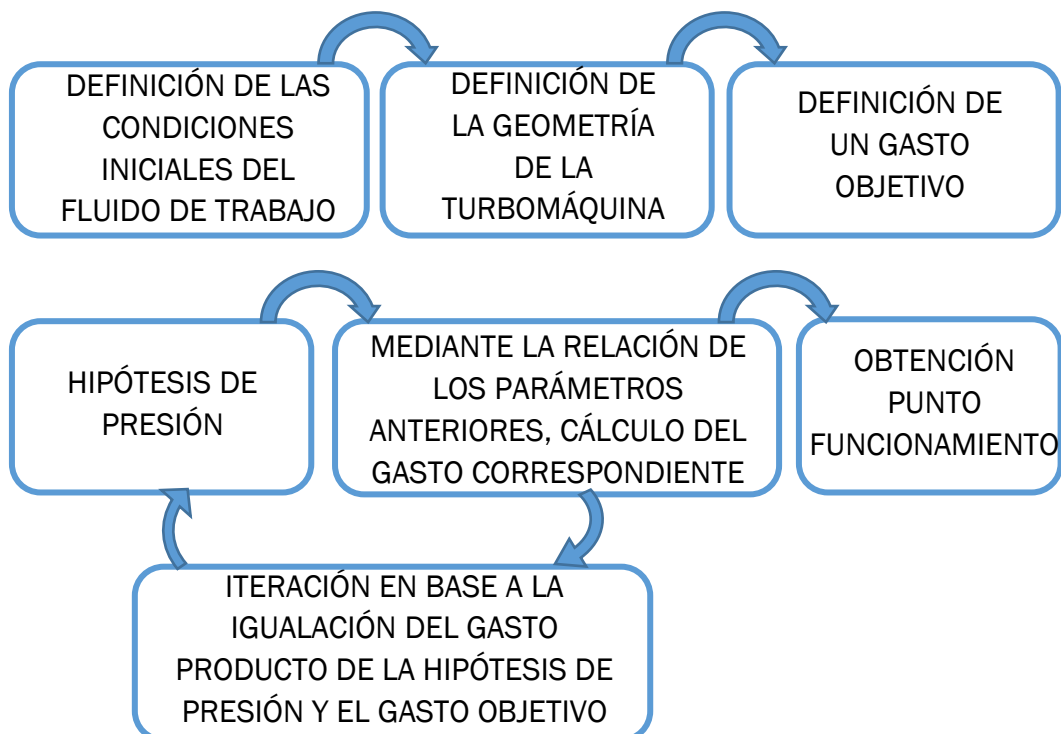 DEFINICIÓN DE LAS
CONDICIONES
INICIALES DEL
FLUIDO DE TRABAJO
DEFINICIÓN DE
LA GEOMETRÍA
DE LA
TURBOMÁQUINA
DEFINICIÓN DE
UN GASTO
OBJETIVO
HIPÓTESIS DE
PRESIÓN
MEDIANTE LA RELACIÓN DE
LOS PARÁMETROS
ANTERIORES, CÁLCULO DEL
GASTO CORRESPONDIENTE
OBTENCIÓN
PUNTO
FUNCIONAMIENTO
ITERACIÓN EN BASE A LA
IGUALACIÓN DEL GASTO
PRODUCTO DE LA HIPÓTESIS DE
PRESIÓN Y EL GASTO OBJETIVO